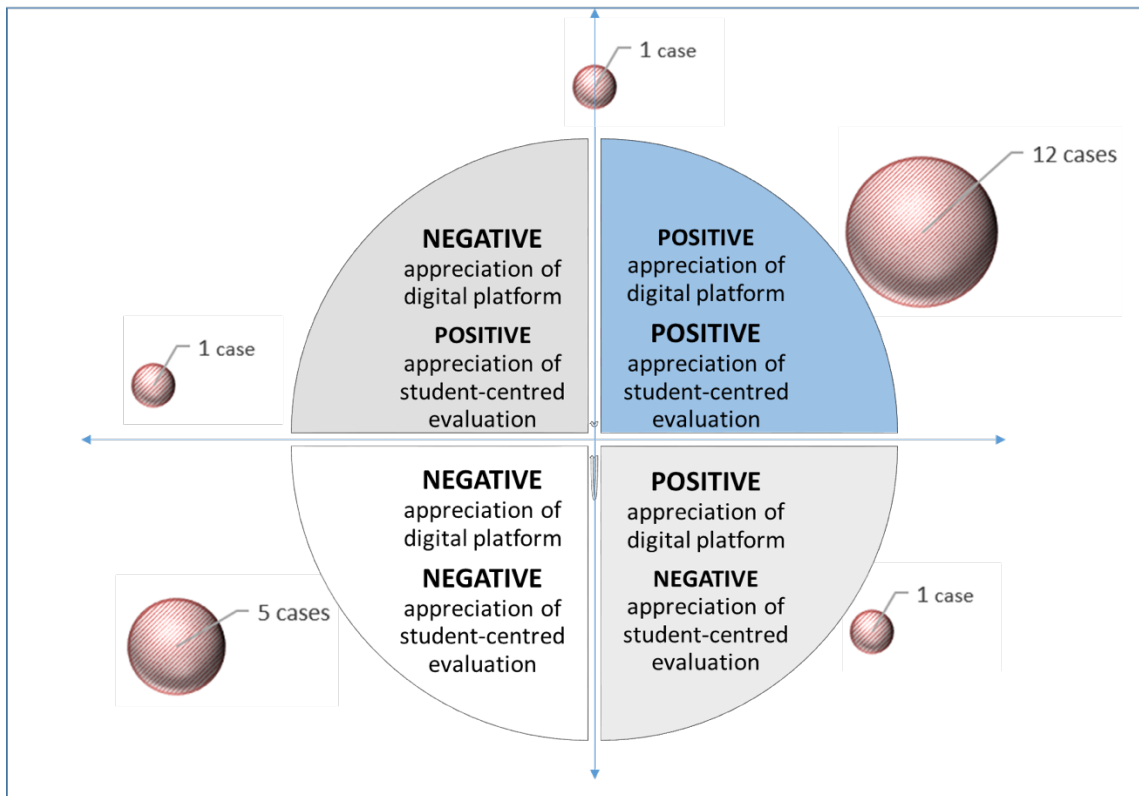 1 case
12 cases
NEGATIVE
appreciation of
digital platform
POSITIVE
appreciation of
student-centred
evaluation
POSITIVE
appreciation of
digital platform
POSITIVE
appreciation of
student-centred
evaluation
1 case
NEGATIVE
appreciation of
digital platform
NEGATIVE
appreciation of
student-centred
evaluation
POSITIVE
appreciation of
digital platform
NEGATIVE
appreciation of
student-centred
evaluation
5 cases
1 case